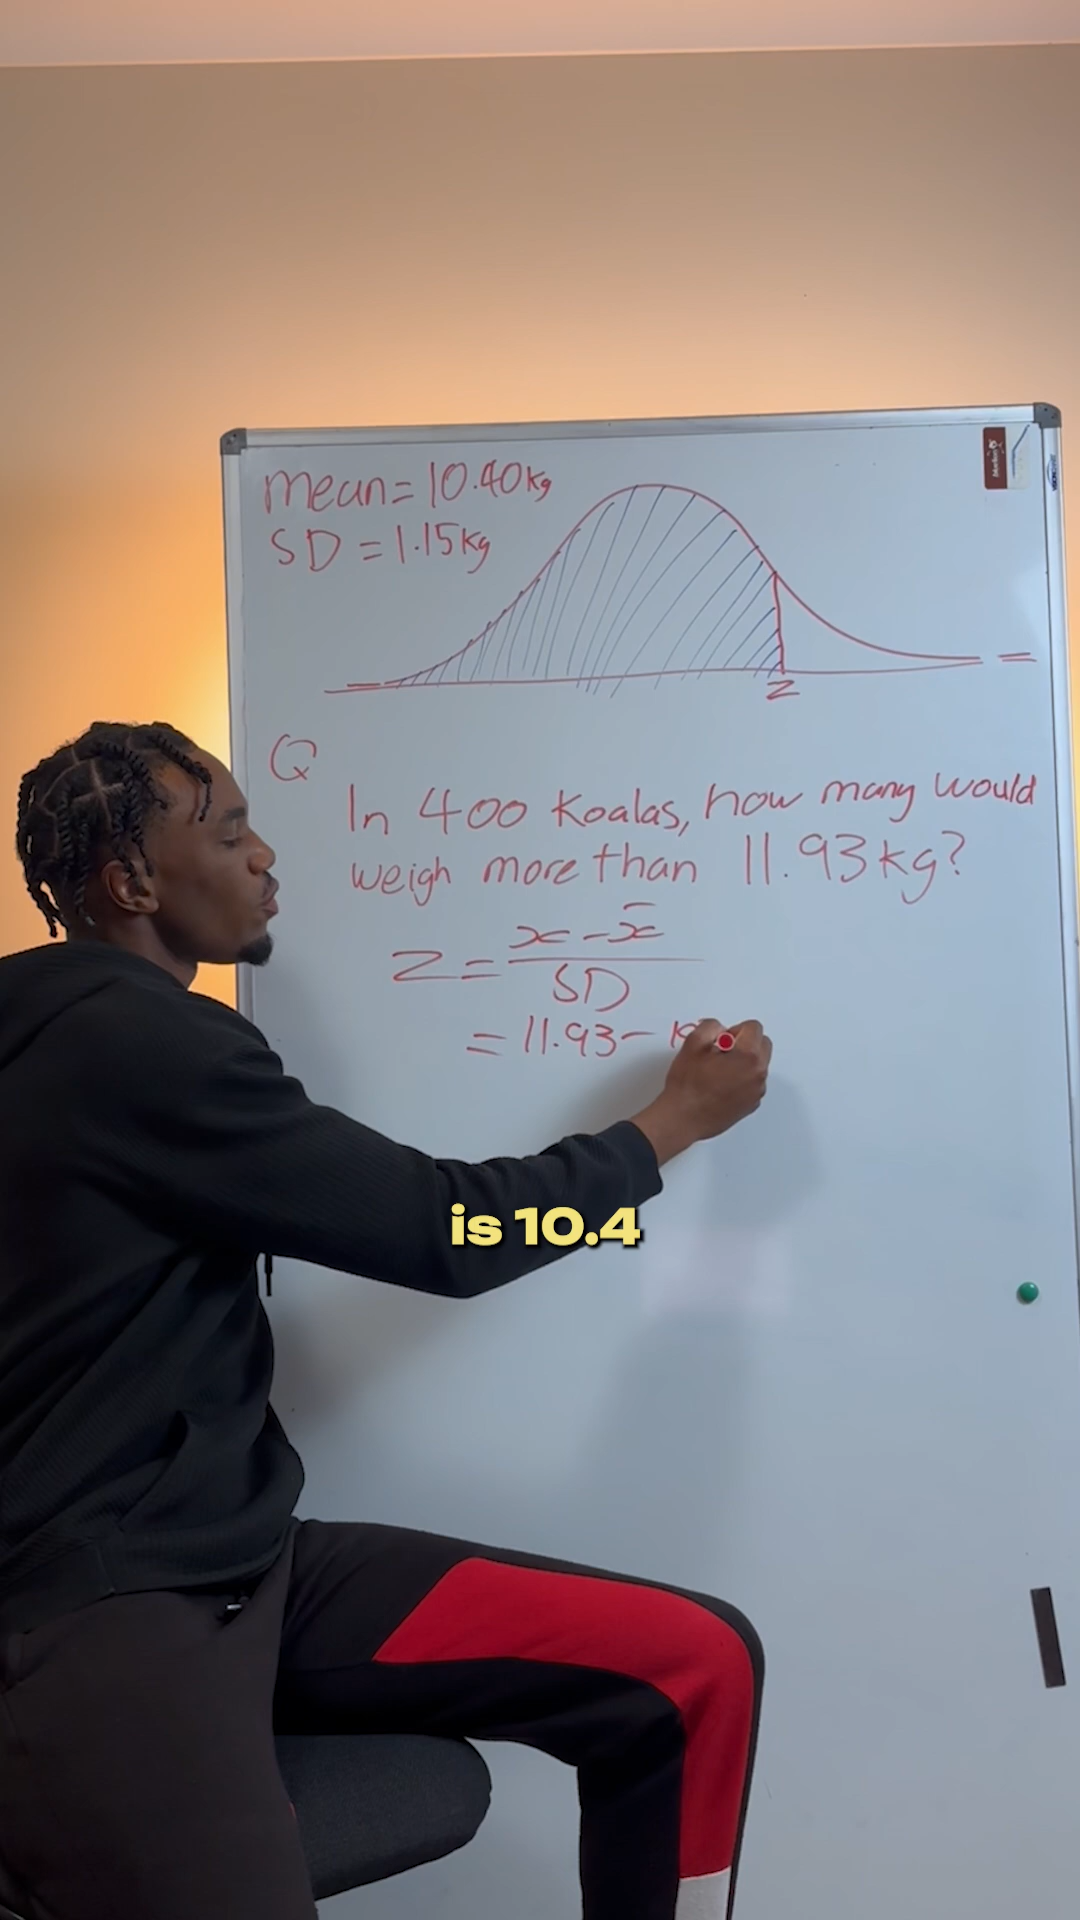 mean = 10.40kg
SD = 1.15kg
Z
Q
In 400 Koalas, how many would
weigh more than 11.93kg?
Z = x - x̄
SD
= 11.93 -
is 10.4